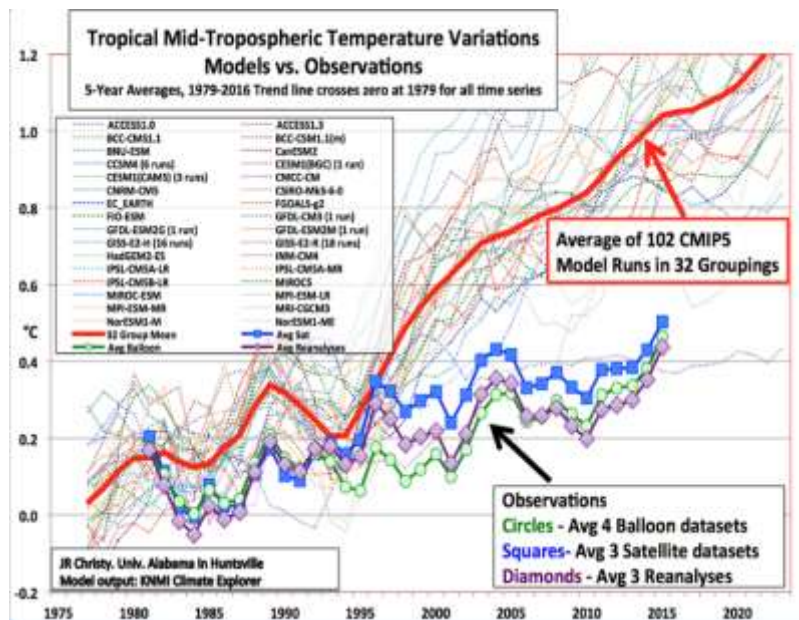 Tropical Mid-Tropospheric Temperature Variations
Models vs. Observations
5-Year Averages, 1979-2016 Trend line crosses zero at 1979 for all time series
1.2
1.0
0.8
0.6
°C
0.4
0.2
0.0
-0.2
ACCESS1.0 ACCESS1.3
BCC-CMS1.1 BCC-CSM1.1(m)
BNU-ESM CanESM2
CCSM4 (6 runs) CESM1(BGC) (1 run)
CESM1(CAM5) (3 runs) CMCC-CM
CNRM-CM5 CSIRO-Mk3-6-0
EC_EARTH FGOALS-g2
FIO-ESM GFDL-CM3 (1 run)
GFDL-ESM2G (1 run) GFDL-ESM2M (1 run)
GISS-E2-H (16 runs) GISS-E2-R (18 runs)
HadGEM2-ES INM-CM4
IPSL-CM5A-LR IPSL-CM5A-MR
IPSL-CM5B-LR MIROC5
MIROC-ESM MPI-ESM-LR
MPI-ESM-MR MRI-CGCM3
NorESM1-M NorESM1-ME
32 Group Mean Avg Sat
Avg Balloon Avg Reanalyses
Average of 102 CMIP5
Model Runs in 32 Groupings
Observations
Circles - Avg 4 Balloon datasets
Squares- Avg 3 Satellite datasets
Diamonds - Avg 3 Reanalyses
JR Christy. Univ. Alabama in Huntsville
Model output: KNMI Climate Explorer
1975 1980 1985 1990 1995 2000 2005 2010 2015 2020